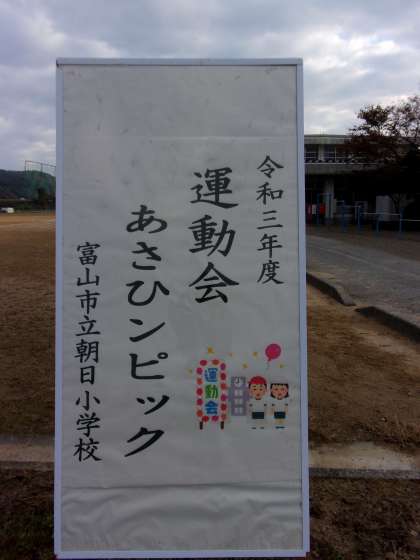 令和三年度
運動会
あさひンピック
富山市立朝日小学校
運動会